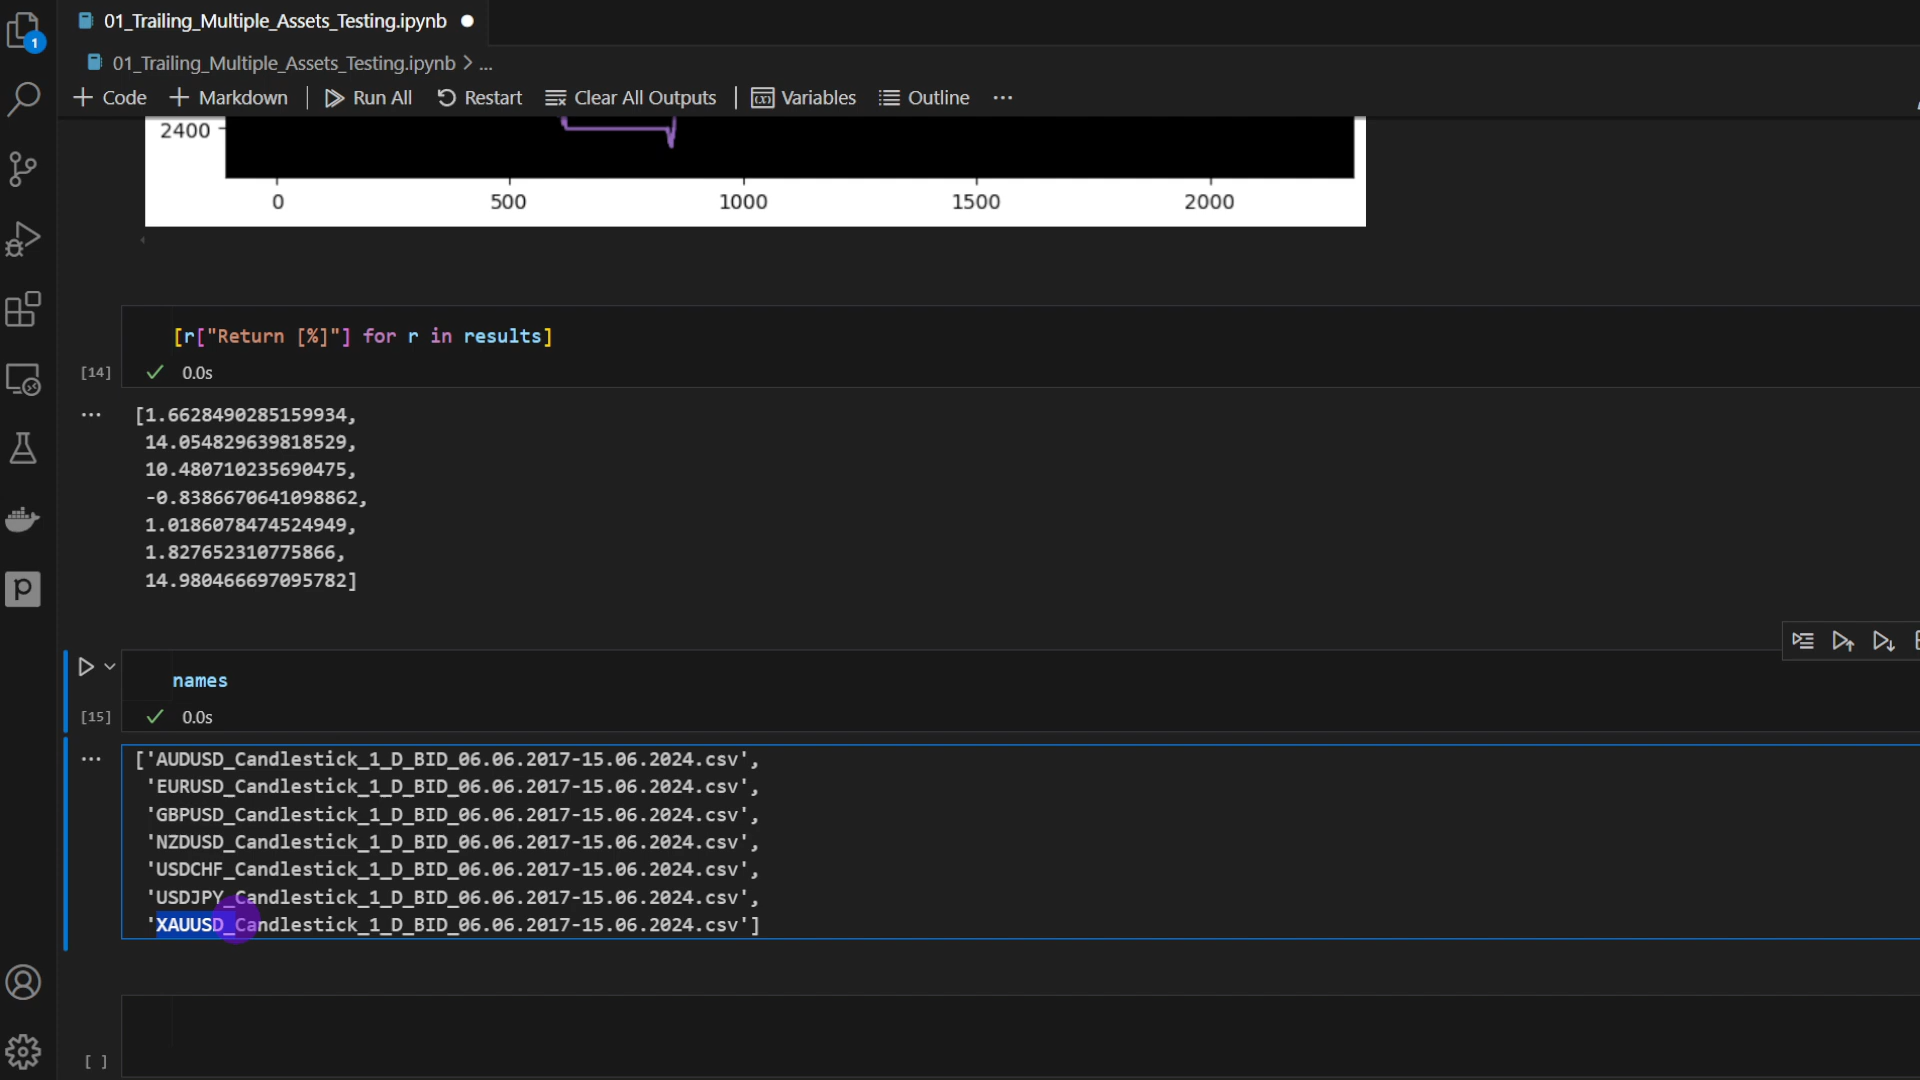 01_Trailing_Multiple_Assets_Testing.ipynb
1
01_Trailing_Multiple_Assets_Testing.ipynb > ...
+ Code + Markdown | Run All Restart Clear All Outputs | (x) Variables Outline ...
2400
0 500 1000 1500 2000
[r["Return [%]"] for r in results]
[14] 0.0s
... [1.6628490285159934,
14.054829639818529,
10.480710235690475,
-0.8386670641098862,
1.0186078474524949,
1.827652310775866,
14.980466697095782]
names
[15] 0.0s
... ['AUDUSD_Candlestick_1_D_BID_06.06.2017-15.06.2024.csv',
'EURUSD_Candlestick_1_D_BID_06.06.2017-15.06.2024.csv',
'GBPUSD_Candlestick_1_D_BID_06.06.2017-15.06.2024.csv',
'NZDUSD_Candlestick_1_D_BID_06.06.2017-15.06.2024.csv',
'USDCHF_Candlestick_1_D_BID_06.06.2017-15.06.2024.csv',
'USDJPY_Candlestick_1_D_BID_06.06.2017-15.06.2024.csv',
'XAUUSD_Candlestick_1_D_BID_06.06.2017-15.06.2024.csv']
[ ]